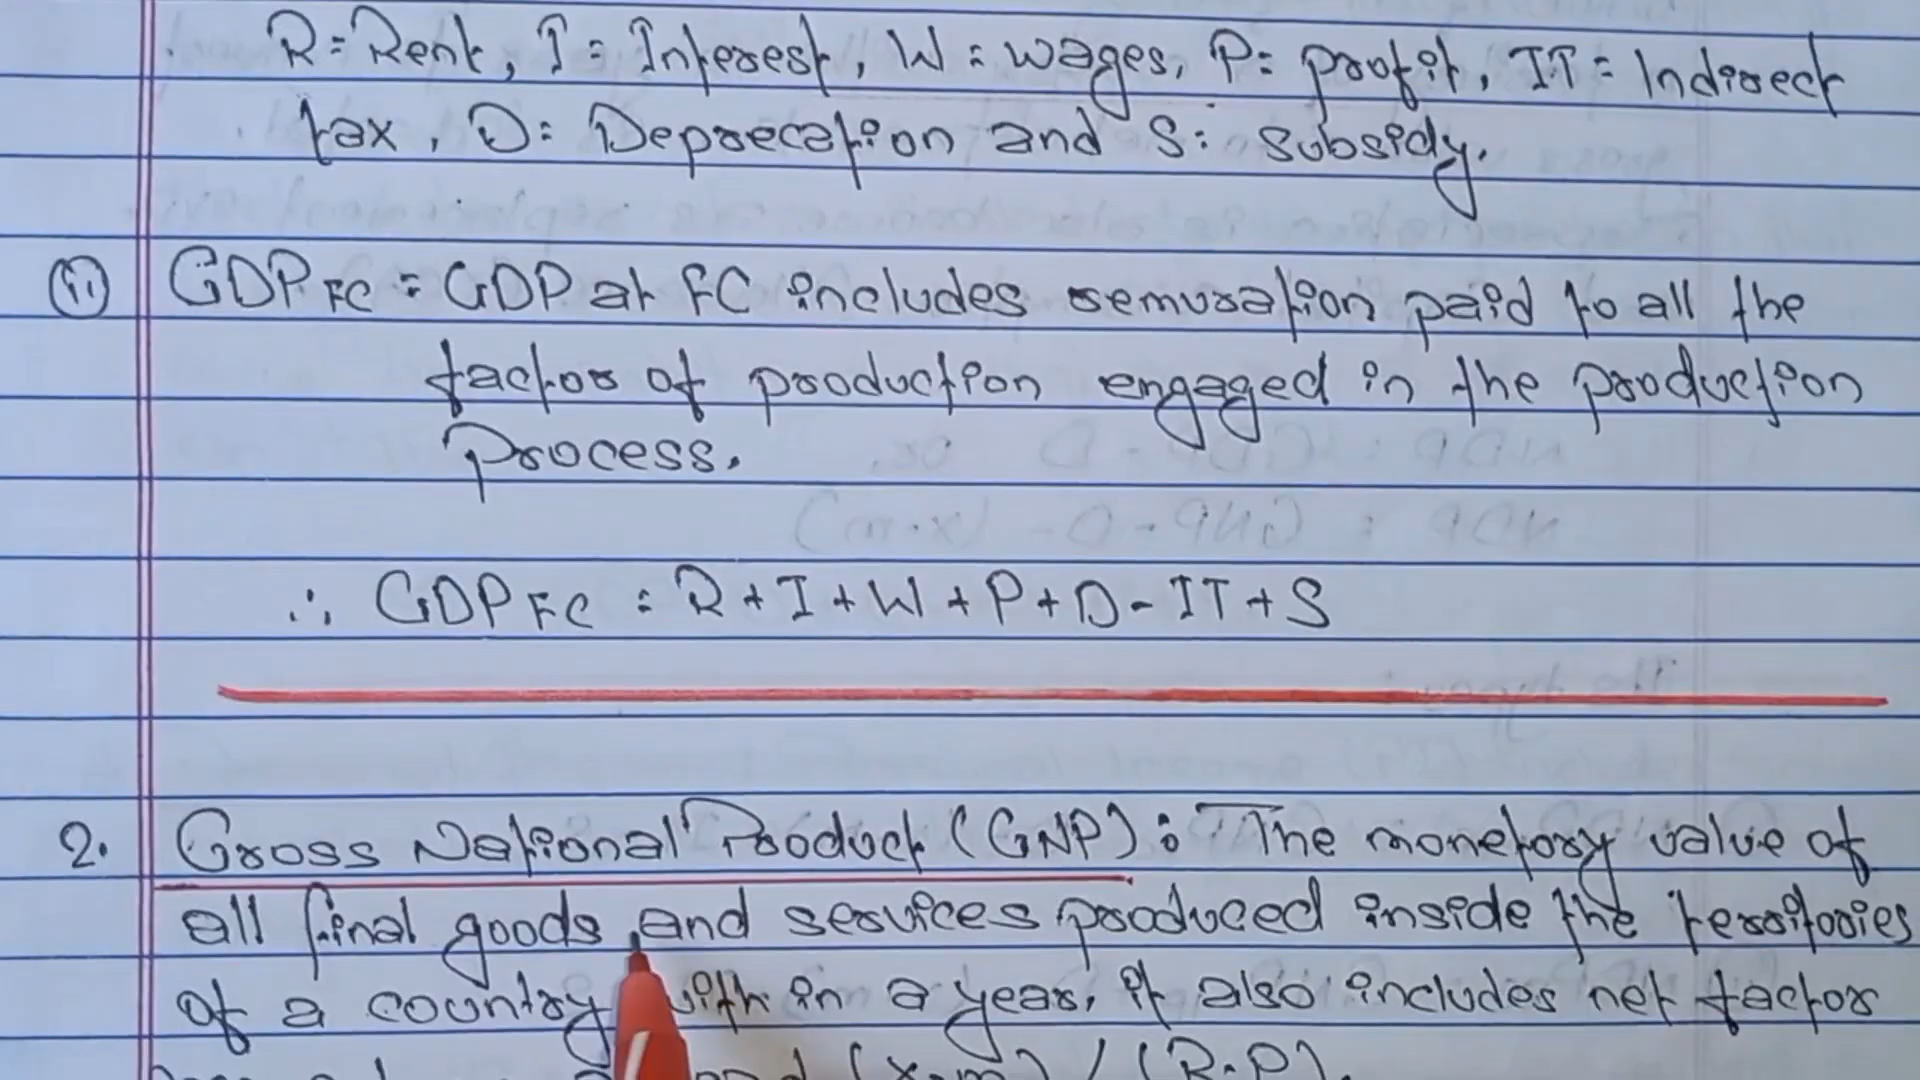 R = Rent, I = Interest, W = wages, P = profit, IT = Indirect
tax, D = Deprecation and S = subsidy.
ii) GDP FC = GDP at FC includes remuration paid to all the
factor of production engaged in the production
process.
∴ GDP FC = R + I + W + P + D - IT + S
2. Gross National Product (GNP) : The monetory value of
all final goods and services produced inside the territories
of a country with in a year, it also includes net factor
(x-m) / (R-P).